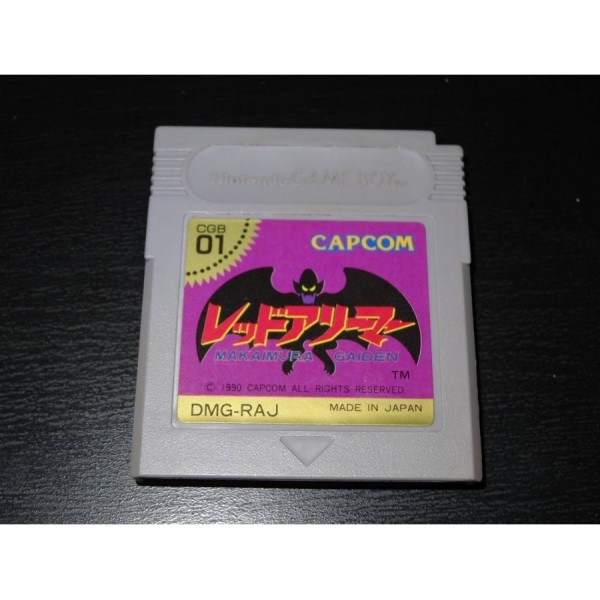 Nintendo GAME BOY
CGB
01
CAPCOM
レッドアリーマー
MAKAIMURA GAIDEN
TM
© 1990 CAPCOM ALL RIGHTS RESERVED
DMG-RAJ
MADE IN JAPAN